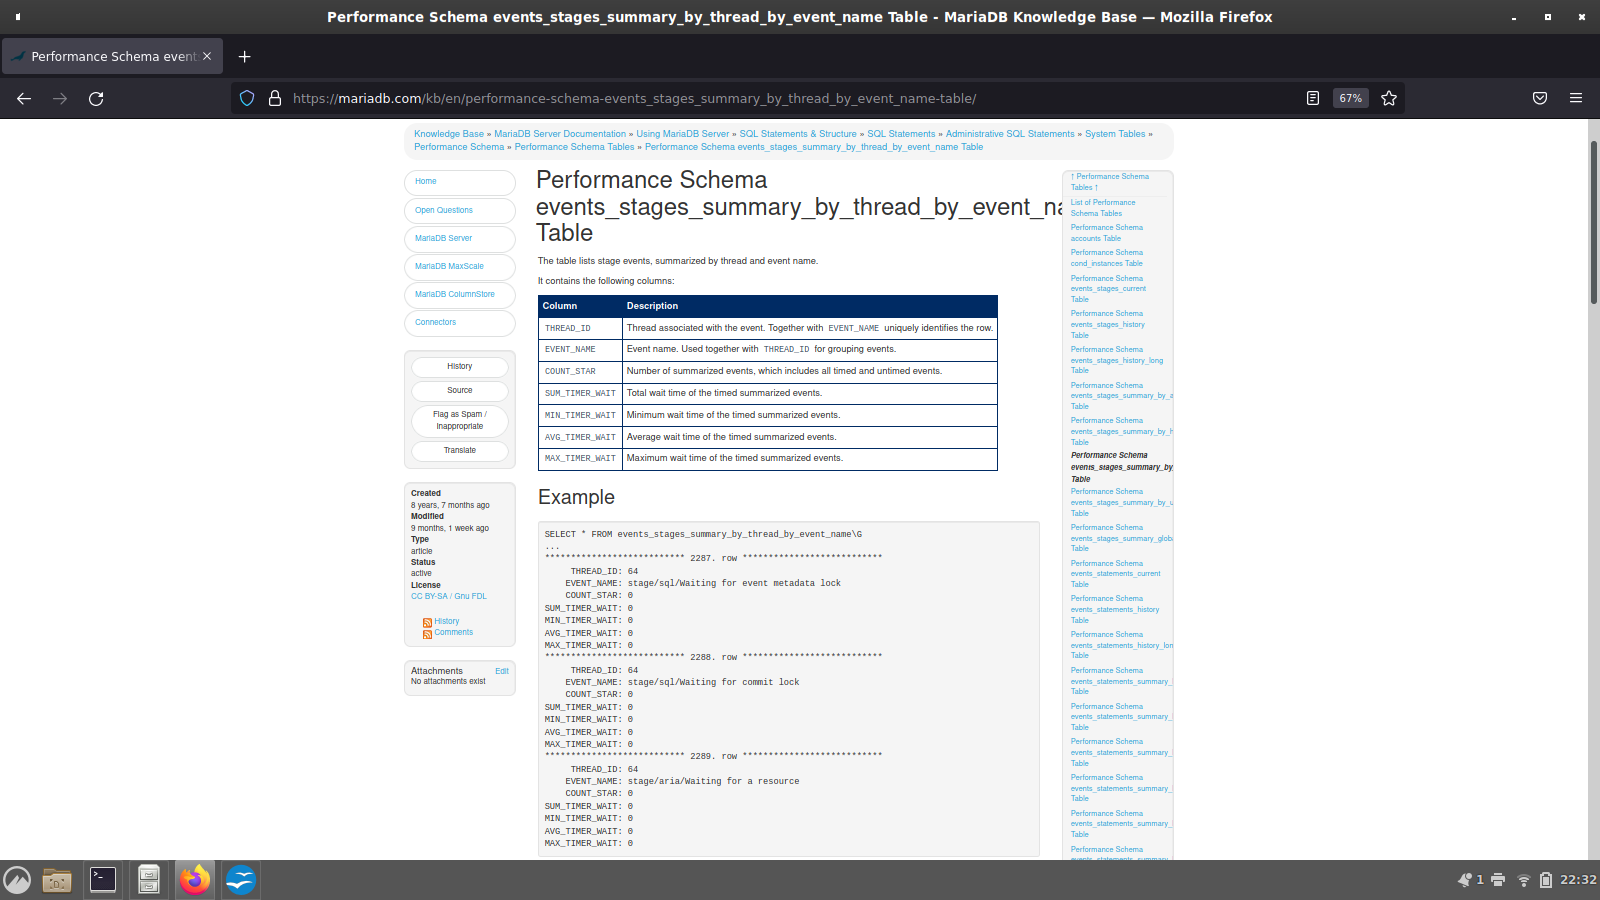 Performance Schema events_stages_summary_by_thread_by_event_name Table - MariaDB Knowledge Base — Mozilla Firefox
Performance Schema event
https://mariadb.com/kb/en/performance-schema-events_stages_summary_by_thread_by_event_name-table/
67%
Knowledge Base » MariaDB Server Documentation » Using MariaDB Server » SQL Statements & Structure » SQL Statements » Administrative SQL Statements » System Tables »
Performance Schema » Performance Schema Tables » Performance Schema events_stages_summary_by_thread_by_event_name Table
Home
Open Questions
MariaDB Server
MariaDB MaxScale
MariaDB ColumnStore
Connectors
History
Source
Flag as Spam /
Inappropriate
Translate
Created
8 years, 7 months ago
Modified
9 months, 1 week ago
Type
article
Status
active
License
CC BY-SA / Gnu FDL
History
Comments
Attachments Edit
No attachments exist
Performance Schema
events_stages_summary_by_thread_by_event_na
Table
The table lists stage events, summarized by thread and event name.
It contains the following columns:
Column Description
THREAD_ID Thread associated with the event. Together with EVENT_NAME uniquely identifies the row.
EVENT_NAME Event name. Used together with THREAD_ID for grouping events.
COUNT_STAR Number of summarized events, which includes all timed and untimed events.
SUM_TIMER_WAIT Total wait time of the timed summarized events.
MIN_TIMER_WAIT Minimum wait time of the timed summarized events.
AVG_TIMER_WAIT Average wait time of the timed summarized events.
MAX_TIMER_WAIT Maximum wait time of the timed summarized events.
Example
SELECT * FROM events_stages_summary_by_thread_by_event_name\G
...
*************************** 2287. row ***************************
THREAD_ID: 64
EVENT_NAME: stage/sql/Waiting for event metadata lock
COUNT_STAR: 0
SUM_TIMER_WAIT: 0
MIN_TIMER_WAIT: 0
AVG_TIMER_WAIT: 0
MAX_TIMER_WAIT: 0
*************************** 2288. row ***************************
THREAD_ID: 64
EVENT_NAME: stage/sql/Waiting for commit lock
COUNT_STAR: 0
SUM_TIMER_WAIT: 0
MIN_TIMER_WAIT: 0
AVG_TIMER_WAIT: 0
MAX_TIMER_WAIT: 0
*************************** 2289. row ***************************
THREAD_ID: 64
EVENT_NAME: stage/aria/Waiting for a resource
COUNT_STAR: 0
SUM_TIMER_WAIT: 0
MIN_TIMER_WAIT: 0
AVG_TIMER_WAIT: 0
MAX_TIMER_WAIT: 0
↑ Performance Schema
Tables ↑
List of Performance
Schema Tables
Performance Schema
accounts Table
Performance Schema
cond_instances Table
Performance Schema
events_stages_current
Table
Performance Schema
events_stages_history
Table
Performance Schema
events_stages_history_long
Table
Performance Schema
events_stages_summary_by_a
Table
Performance Schema
events_stages_summary_by_h
Table
Performance Schema
events_stages_summary_by_
Table
Performance Schema
events_stages_summary_by_u
Table
Performance Schema
events_stages_summary_glob
Table
Performance Schema
events_statements_current
Table
Performance Schema
events_statements_history
Table
Performance Schema
events_statements_history_lon
Table
Performance Schema
events_statements_summary_
Table
Performance Schema
events_statements_summary_
Table
Performance Schema
events_statements_summary_
Table
Performance Schema
events_statements_summary_
Table
Performance Schema
events_statements_summary_
Table
Performance Schema
events_statements_summary
1
22:32